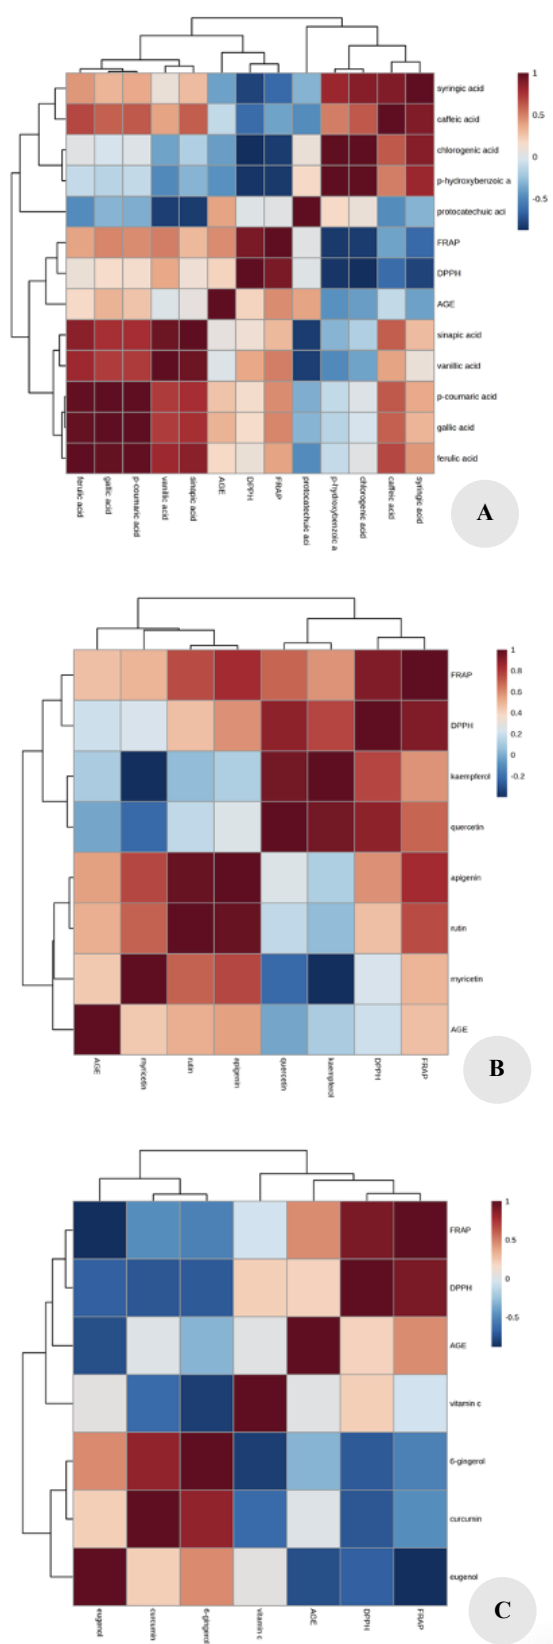 1
syringic acid
caffeic acid
0.5
chlorogenic acid
0
p-hydroxybenzoic a
-0.5
protocatechuic aci
FRAP
DPPH
AGE
sinapic acid
vanillic acid
p-coumaric acid
gallic acid
ferulic acid
ferulic acid
gallic acid
p-coumaric acid
vanillic acid
sinapic acid
AGE
DPPH
FRAP
protocatechuic aci
p-hydroxybenzoic a
chlorogenic acid
caffeic acid
syringic acid
A
1
FRAP
0.8
0.6
0.4
DPPH
0.2
0
kaempferol
-0.2
quercetin
apigenin
rutin
myricetin
AGE
AGE
myricetin
rutin
apigenin
quercetin
kaempferol
DPPH
FRAP
B
1
FRAP
0.5
0
DPPH
-0.5
AGE
vitamin c
6-gingerol
curcumin
eugenol
eugenol
curcumin
6-gingerol
vitamin c
AGE
DPPH
FRAP
C